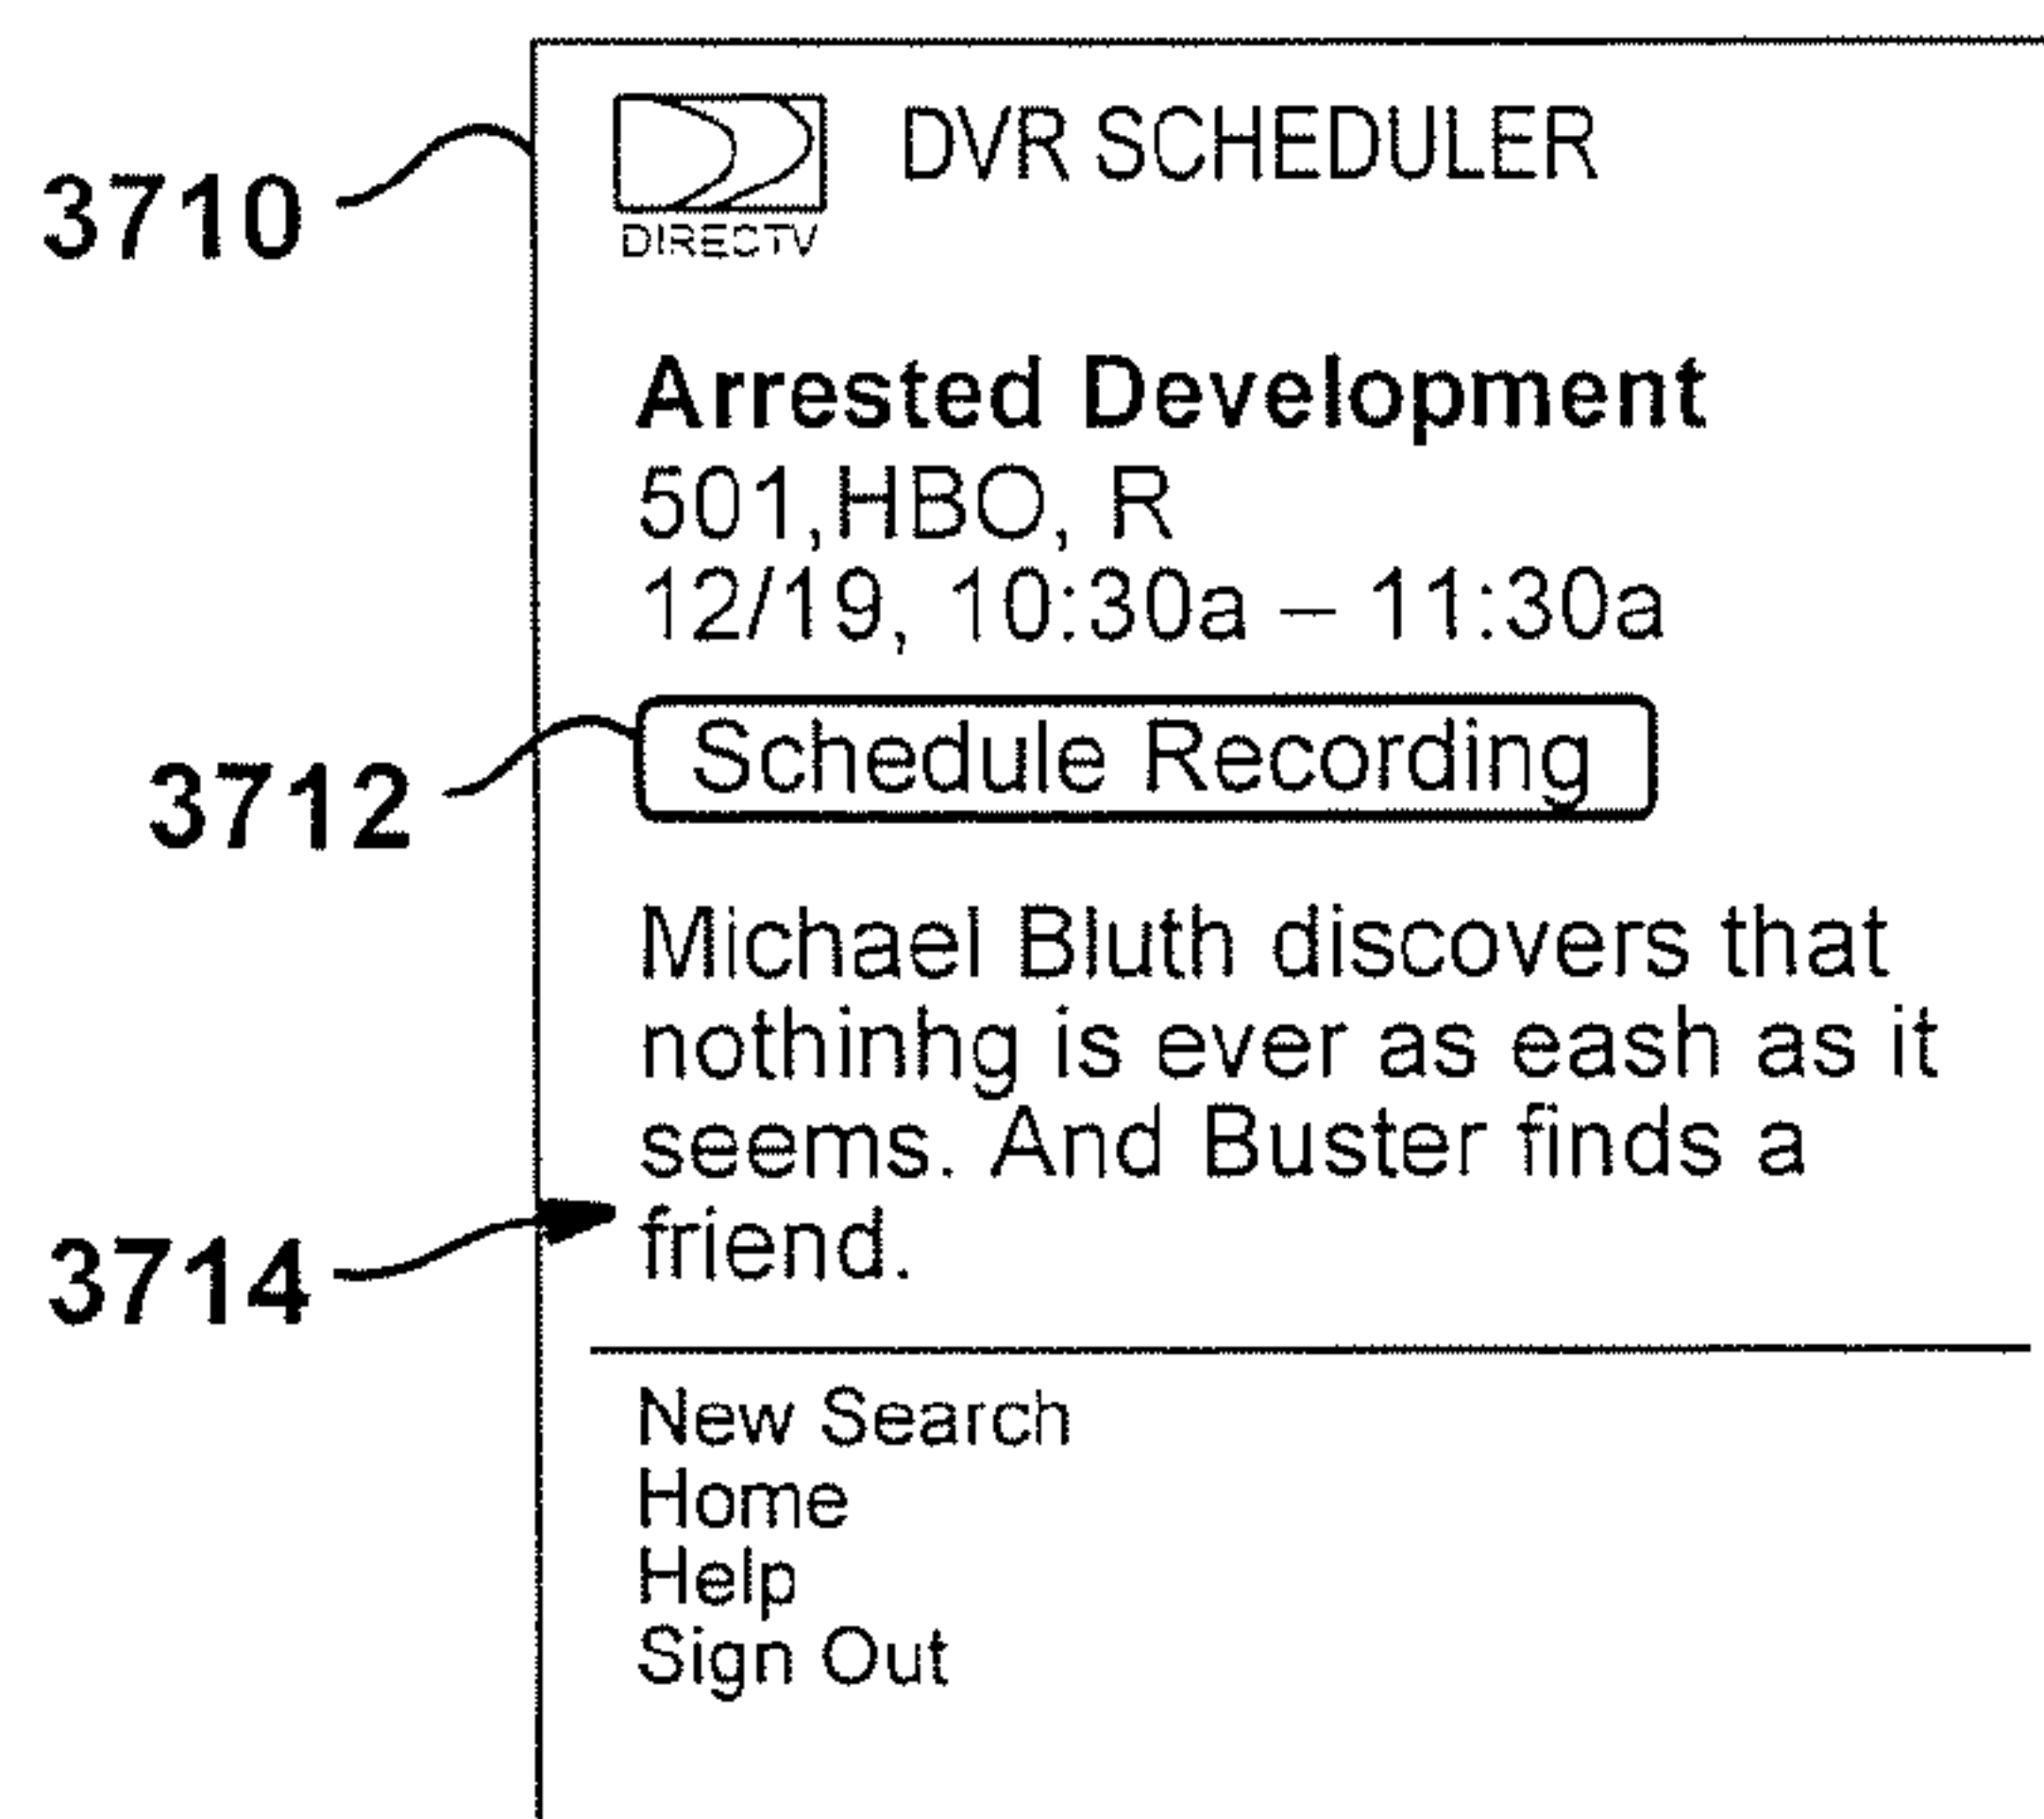 3710
DIRECTV
DVR SCHEDULER
Arrested Development
501,HBO, R
12/19, 10:30a – 11:30a
3712
Schedule Recording
Michael Bluth discovers that
nothinhg is ever as eash as it
seems. And Buster finds a
friend.
3714
New Search
Home
Help
Sign Out